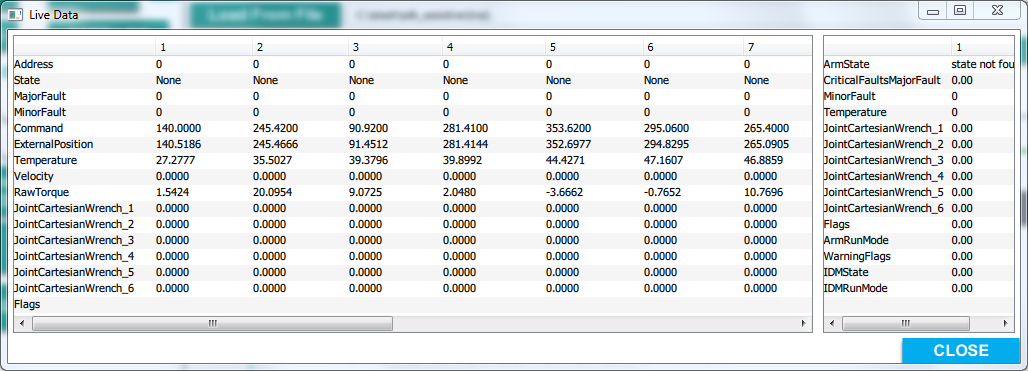 Live Data
Load From File
1 2 3 4 5 6 7
Address 0 0 0 0 0 0 0
State None None None None None None None
MajorFault 0 0 0 0 0 0 0
MinorFault 0 0 0 0 0 0 0
Command 140.0000 245.4200 90.9200 281.4100 353.6200 295.0600 265.4000
ExternalPosition 140.5186 245.4666 91.4512 281.4144 352.6977 294.8295 265.0905
Temperature 27.2777 35.5027 39.3796 39.8992 44.4271 47.1607 46.8859
Velocity 0.0000 0.0000 0.0000 0.0000 0.0000 0.0000 0.0000
RawTorque 1.5424 20.0954 9.0725 2.0480 -3.6662 -0.7652 10.7696
JointCartesianWrench_1 0.0000 0.0000 0.0000 0.0000 0.0000 0.0000 0.0000
JointCartesianWrench_2 0.0000 0.0000 0.0000 0.0000 0.0000 0.0000 0.0000
JointCartesianWrench_3 0.0000 0.0000 0.0000 0.0000 0.0000 0.0000 0.0000
JointCartesianWrench_4 0.0000 0.0000 0.0000 0.0000 0.0000 0.0000 0.0000
JointCartesianWrench_5 0.0000 0.0000 0.0000 0.0000 0.0000 0.0000 0.0000
JointCartesianWrench_6 0.0000 0.0000 0.0000 0.0000 0.0000 0.0000 0.0000
Flags
1
ArmState state not fou
CriticalFaultsMajorFault 0.00
MinorFault 0
Temperature 0
JointCartesianWrench_1 0.00
JointCartesianWrench_2 0.00
JointCartesianWrench_3 0.00
JointCartesianWrench_4 0.00
JointCartesianWrench_5 0.00
JointCartesianWrench_6 0.00
Flags 0.00
ArmRunMode 0.00
WarningFlags 0.00
IDMState 0.00
IDMRunMode 0.00
CLOSE